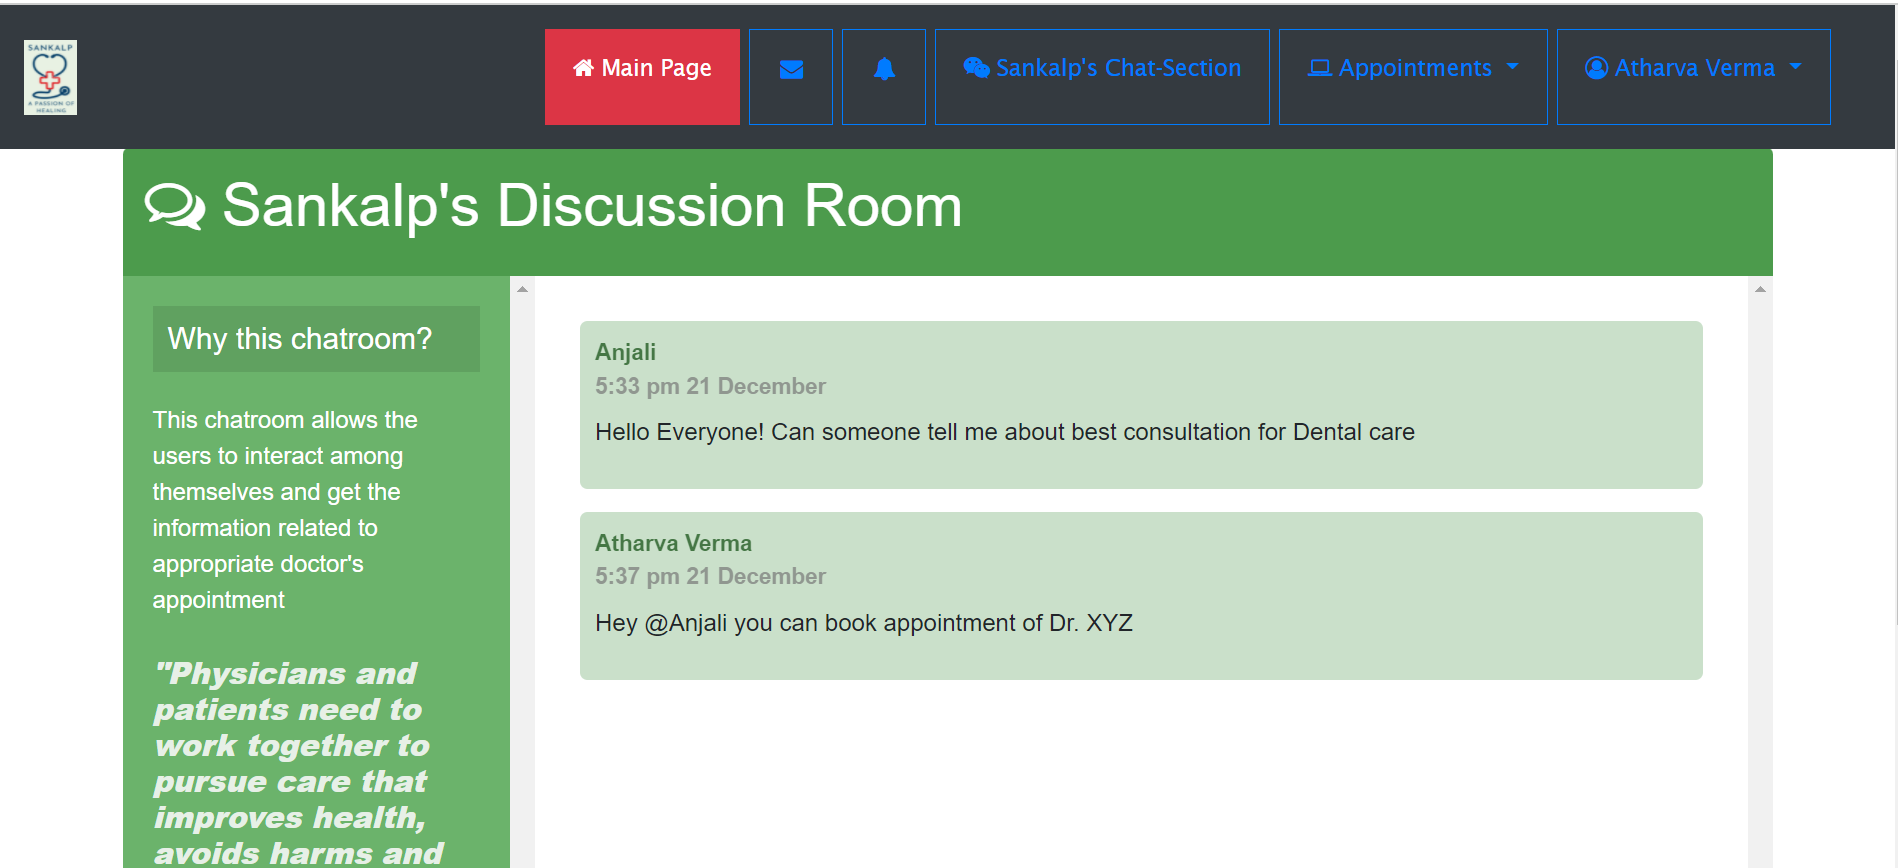 SANKALP
A PASSION OF
HEALING
Main Page
Sankalp's Chat-Section
Appointments
Atharva Verma
Sankalp's Discussion Room
Why this chatroom?
This chatroom allows the
users to interact among
themselves and get the
information related to
appropriate doctor's
appointment
"Physicians and
patients need to
work together to
pursue care that
improves health,
avoids harms and
Anjali
5:33 pm 21 December
Hello Everyone! Can someone tell me about best consultation for Dental care
Atharva Verma
5:37 pm 21 December
Hey @Anjali you can book appointment of Dr. XYZ